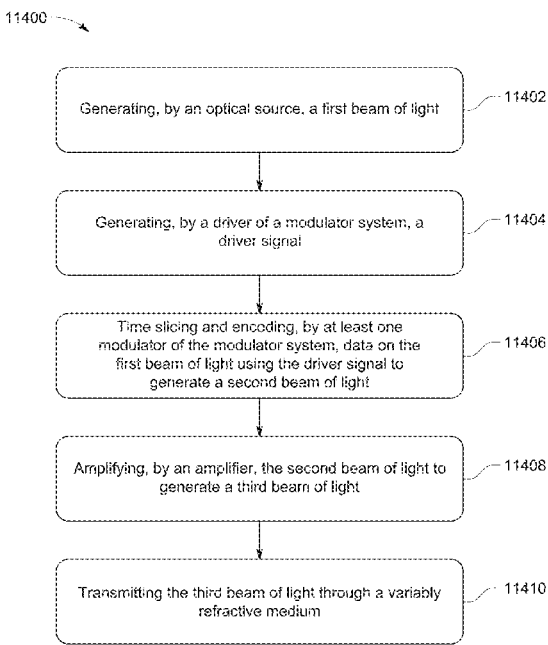 11400
Generating, by an optical source, a first beam of light
11402
Generating, by a driver of a modulator system, a
driver signal
11404
Time slicing and encoding, by at least one
modulator of the modulator system, data on the
first beam of light using the driver signal to
generate a second beam of light
11406
Amplifying, by an amplifier, the second beam of light to
generate a third beam of light
11408
Transmitting the third beam of light through a variably
refractive medium
11410